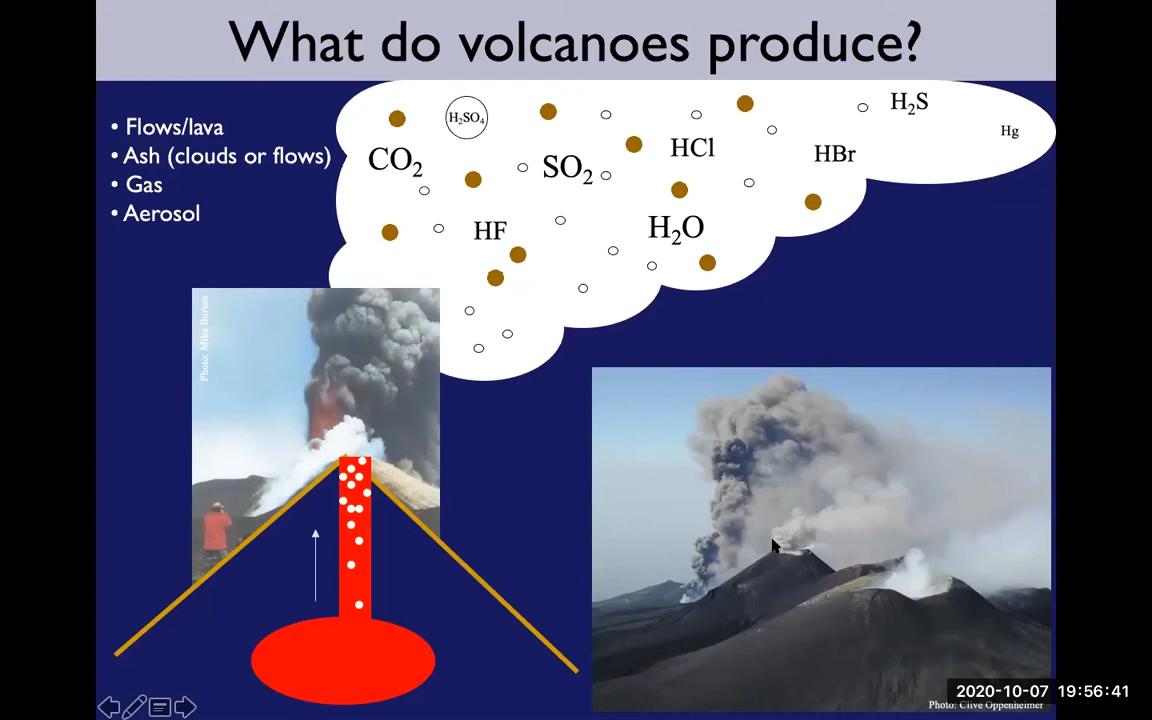 What do volcanoes produce?
• Flows/lava
• Ash (clouds or flows)
• Gas
• Aerosol
H₂SO₄
H₂S
Hg
CO₂
SO₂
HCl
HBr
HF
H₂O
Photo: Mike Burton
2020-10-07 19:56:41
Photo: Clive Oppenheimer